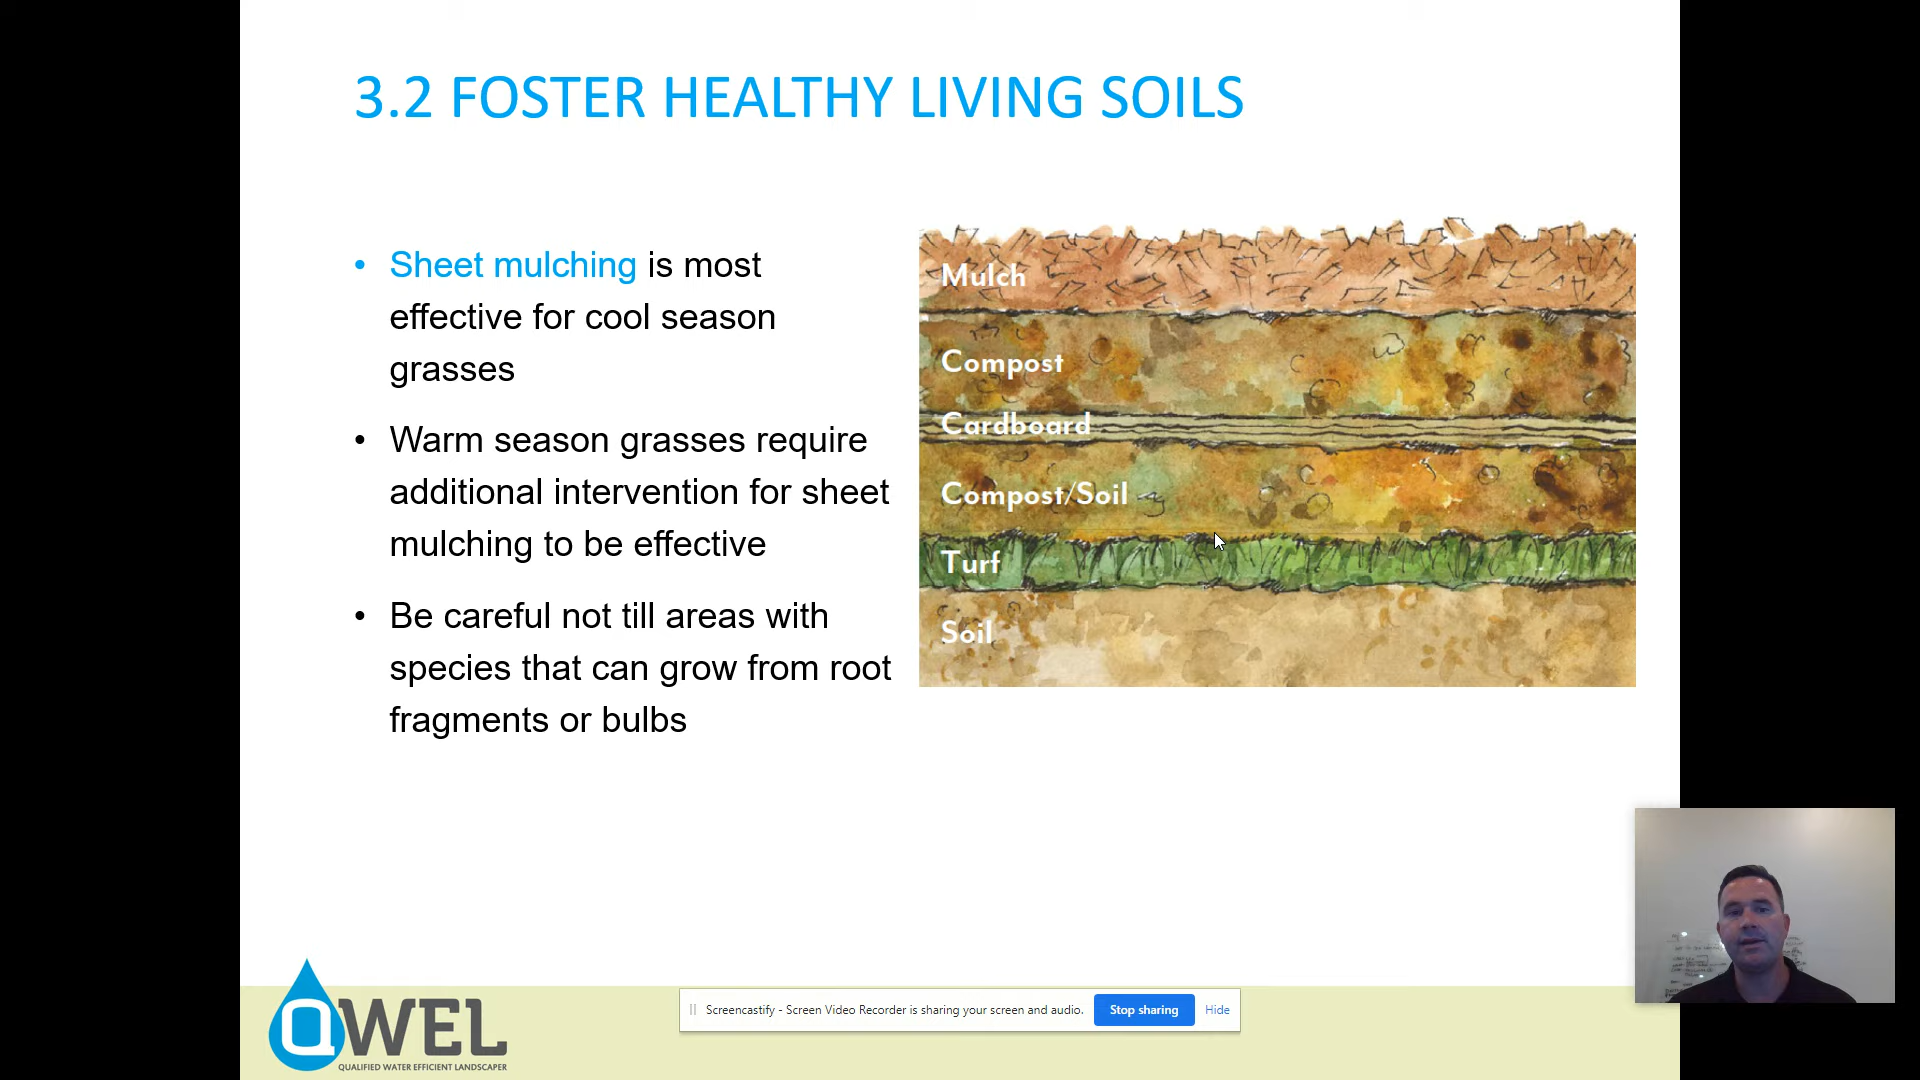 3.2 FOSTER HEALTHY LIVING SOILS
• Sheet mulching is most
effective for cool season
grasses
• Warm season grasses require
additional intervention for sheet
mulching to be effective
• Be careful not till areas with
species that can grow from root
fragments or bulbs
Mulch
Compost
Cardboard
Compost/Soil
Turf
Soil
QWEL
QUALIFIED WATER EFFICIENT LANDSCAPER
Screencastify - Screen Video Recorder is sharing your screen and audio. Stop sharing Hide